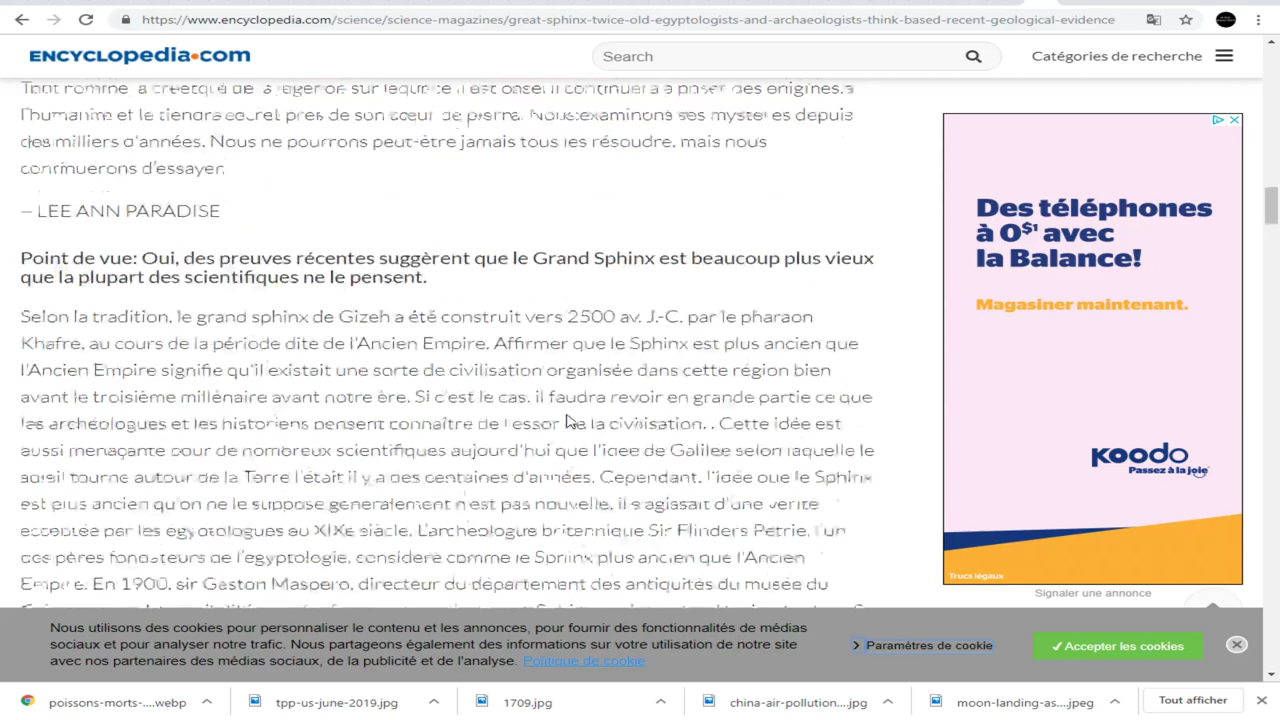 https://www.encyclopedia.com/science/science-magazines/great-sphinx-twice-old-egyptologists-and-archaeologists-think-based-recent-geological-evidence
ENCYCLOPEDIA.COM
Search
Catégories de recherche
l'humanité et le tiendra secret près de son cœur de pierre. Nous examinons ses mystères depuis
des milliers d'années. Nous ne pourrons peut-être jamais tous les résoudre, mais nous
continuerons d'essayer.
– LEE ANN PARADISE
Point de vue: Oui, des preuves récentes suggèrent que le Grand Sphinx est beaucoup plus vieux
que la plupart des scientifiques ne le pensent.
Selon la tradition, le grand sphinx de Gizeh a été construit vers 2500 av. J.-C. par le pharaon
Khafre, au cours de la période dite de l'Ancien Empire. Affirmer que le Sphinx est plus ancien que
l'Ancien Empire signifie qu'il existait une sorte de civilisation organisée dans cette région bien
avant le troisième millénaire avant notre ère. Si c'est le cas, il faudra revoir en grande partie ce que
les archéologues et les historiens pensent connaître de l'essor de la civilisation. . Cette idée est
aussi menaçante pour de nombreux scientifiques aujourd'hui que l'idée de Galilée selon laquelle le
soleil tourne autour de la Terre l'était il y a des centaines d'années. Cependant, l'idée que le Sphinx
est plus ancien qu'on ne le suppose généralement n'est pas nouvelle, il s'agissait d'une vérité
acceptée par les égyptologues au XIXe siècle. L'archéologue britannique Sir Flinders Petrie, l'un
des pères fondateurs de l'égyptologie, considère comme le Sphinx plus ancien que l'Ancien
Empire. En 1900, sir Gaston Maspero, directeur du département des antiquités du musée du
Des téléphones
à 0$¹ avec
la Balance!
Magasiner maintenant.
koodo
Passez à la joie
Trucs légaux
Signaler une annonce
Nous utilisons des cookies pour personnaliser le contenu et les annonces, pour fournir des fonctionnalités de médias
sociaux et pour analyser notre trafic. Nous partageons également des informations sur votre utilisation de notre site
avec nos partenaires des médias sociaux, de la publicité et de l'analyse. Politique de cookie
Paramètres de cookie
✓ Accepter les cookies
poissons-morts-....webp
tpp-us-june-2019.jpg
1709.jpg
china-air-pollution....jpg
moon-landing-as....jpeg
Tout afficher